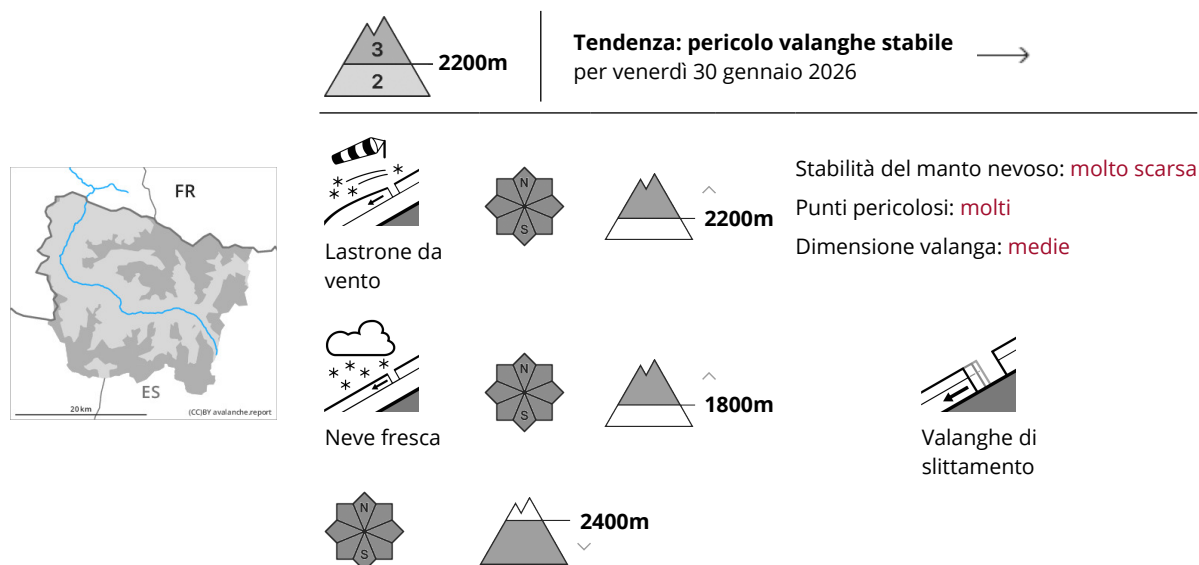 3
2
2200m
Tendenza: pericolo valanghe stabile
per venerdì 30 gennaio 2026
FR
ES
20 km
(CC)BY avalanche.report
N
S
2200m
Lastrone da
vento
Stabilità del manto nevoso: molto scarsa
Punti pericolosi: molti
Dimensione valanga: medie
N
S
1800m
Neve fresca
Valanghe di
slittamento
N
S
2400m